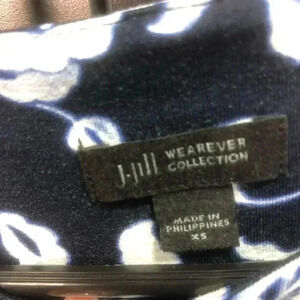 J.Jill WEAREVER
COLLECTION
MADE IN
PHILIPPINES
XS